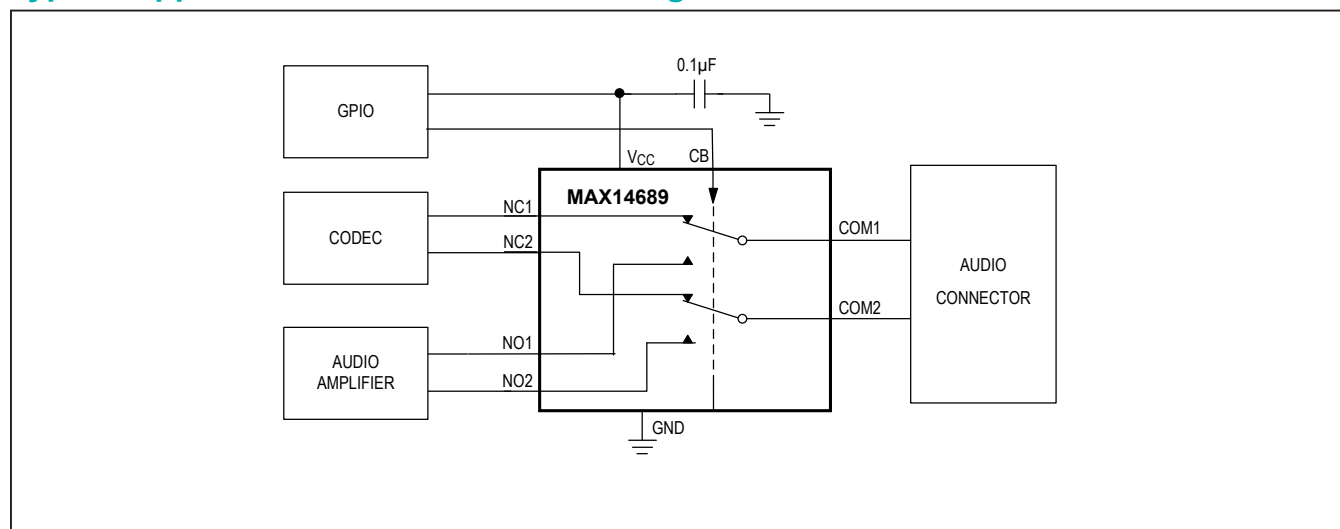 0.1µF
GPIO
VCC
CB
MAX14689
NC1
CODEC
NC2
COM1
AUDIO
CONNECTOR
COM2
NO1
AUDIO
AMPLIFIER
NO2
GND